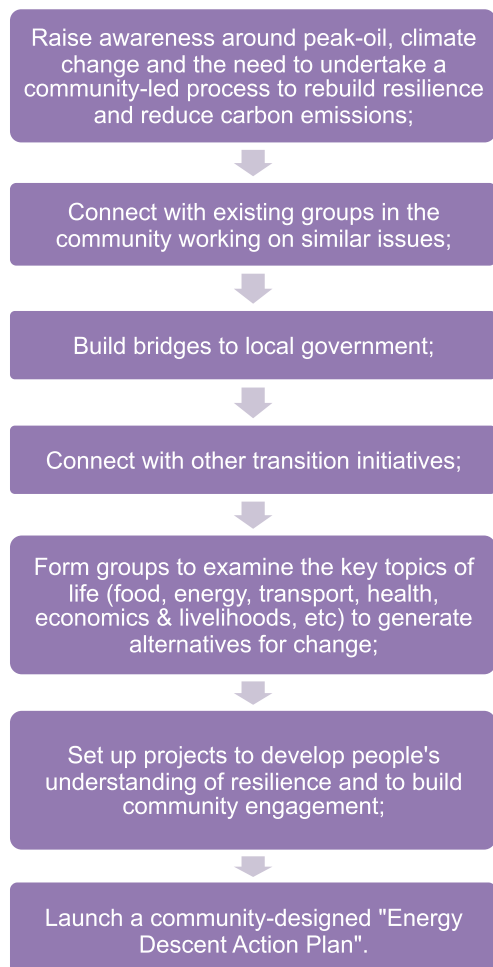 Raise awareness around peak-oil, climate
change and the need to undertake a
community-led process to rebuild resilience
and reduce carbon emissions;
Connect with existing groups in the
community working on similar issues;
Build bridges to local government;
Connect with other transition initiatives;
Form groups to examine the key topics of
life (food, energy, transport, health,
economics & livelihoods, etc) to generate
alternatives for change;
Set up projects to develop people's
understanding of resilience and to build
community engagement;
Launch a community-designed "Energy
Descent Action Plan".